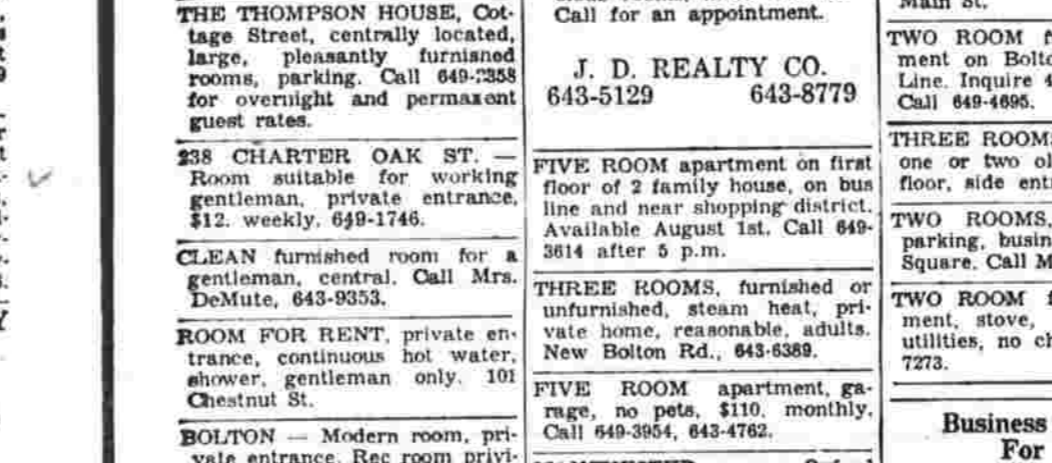 THE THOMPSON HOUSE, Cot-
tage Street, centrally located,
large, pleasantly furnished
rooms, parking. Call 649-2358
for overnight and permanent
guest rates.
238 CHARTER OAK ST. —
Room suitable for working
gentleman, private entrance,
$12. weekly, 649-1746.
CLEAN furnished room for a
gentleman, central. Call Mrs.
DeMute, 643-9353.
ROOM FOR RENT, private en-
trance, continuous hot water,
shower, gentleman only. 101
Chestnut St.
BOLTON — Modern room, pri-
vate entrance. Rec room privi-
Call for an appointment.
J. D. REALTY CO.
643-5129 643-8779
FIVE ROOM apartment on first
floor of 2 family house, on bus
line and near shopping district.
Available August 1st. Call 649-
3614 after 5 p.m.
THREE ROOMS, furnished or
unfurnished, steam heat, pri-
vate home, reasonable, adults.
New Bolton Rd., 643-6389.
FIVE ROOM apartment, ga-
rage, no pets, $110. monthly.
Call 649-3954, 643-4762.
Main St.
TWO ROOM
ment on Bolto
Line. Inquire 4
Call 649-4695.
THREE ROOMS
one or two ol
floor, side ent
TWO ROOMS,
parking, busin
Square. Call M
TWO ROOM f
ment, stove,
utilities, no ch
7273.
Business
For